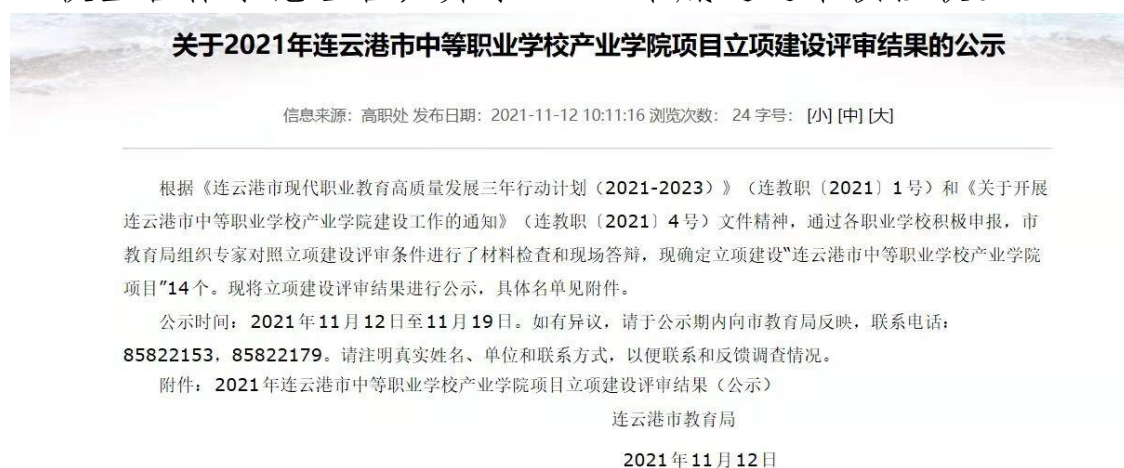 关于2021年连云港市中等职业学校产业学院项目立项建设评审结果的公示
信息来源：高职处 发布日期：2021-11-12 10:11:16 浏览次数： 24 字号： [小] [中] [大]
根据《连云港市现代职业教育高质量发展三年行动计划（2021-2023）》（连教职〔2021〕1号）和《关于开展
连云港市中等职业学校产业学院建设工作的通知》（连教职〔2021〕4号）文件精神，通过各职业学校积极申报，市
教育局组织专家对照立项建设评审条件进行了材料检查和现场答辩，现确定立项建设“连云港市中等职业学校产业学院
项目”14个。现将立项建设评审结果进行公示，具体名单见附件。
公示时间：2021年11月12日至11月19日。如有异议，请于公示期内向市教育局反映，联系电话：
85822153，85822179。请注明真实姓名、单位和联系方式，以便联系和反馈调查情况。
附件：2021年连云港市中等职业学校产业学院项目立项建设评审结果（公示）
连云港市教育局
2021年11月12日